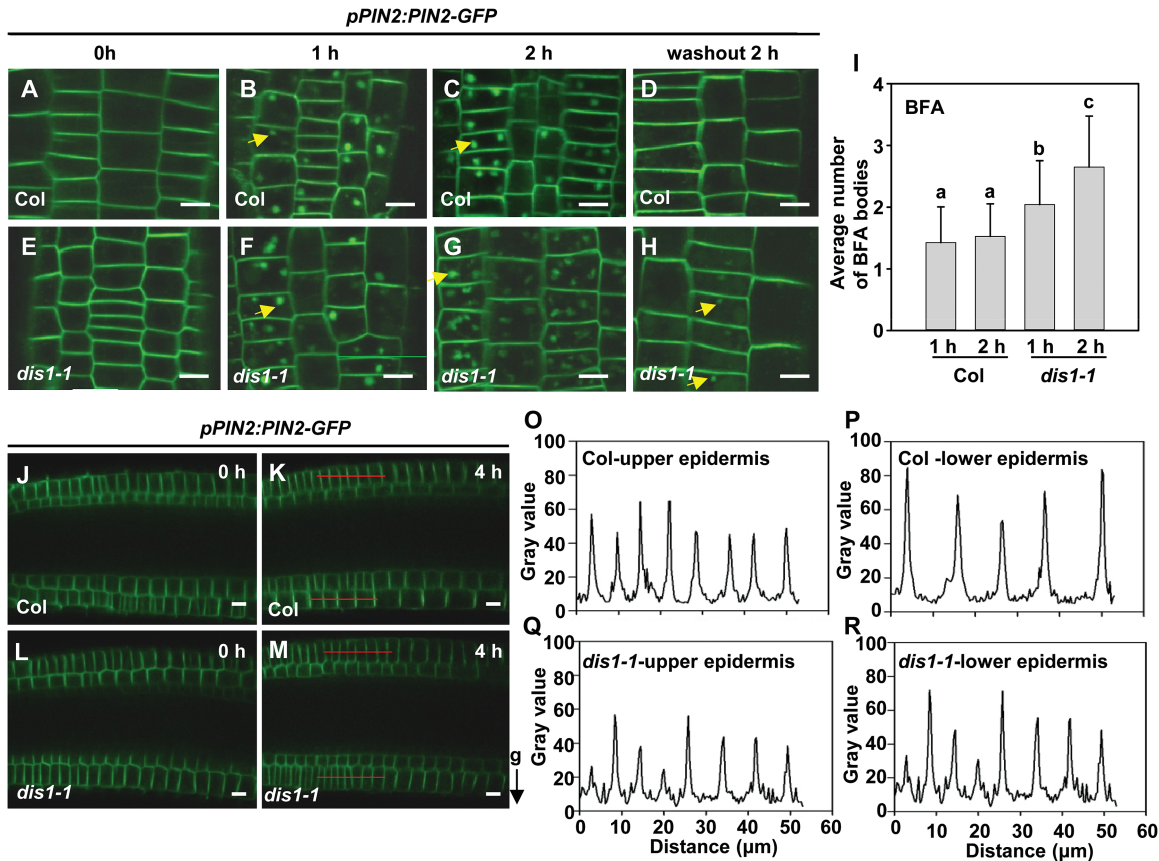 pPIN2:PIN2-GFP
0h 1 h 2 h washout 2 h
A B C D
Col Col Col Col
E F G H
dis1-1 dis1-1 dis1-1 dis1-1
I
BFA
Average number
of BFA bodies
4
3
2
1
0
a a b c
1 h 2 h 1 h 2 h
Col dis1-1
pPIN2:PIN2-GFP
J 0 h K 4 h
Col Col
L 0 h M 4 h
dis1-1 dis1-1
g
O
Col-upper epidermis
Gray value
100
80
60
40
20
0
P
Col -lower epidermis
Gray value
100
80
60
40
20
0
Q
dis1-1-upper epidermis
Gray value
100
80
60
40
20
0
0 10 20 30 40 50 60
Distance (μm)
R
dis1-1-lower epidermis
Gray value
100
80
60
40
20
0
0 10 20 30 40 50 60
Distance (μm)